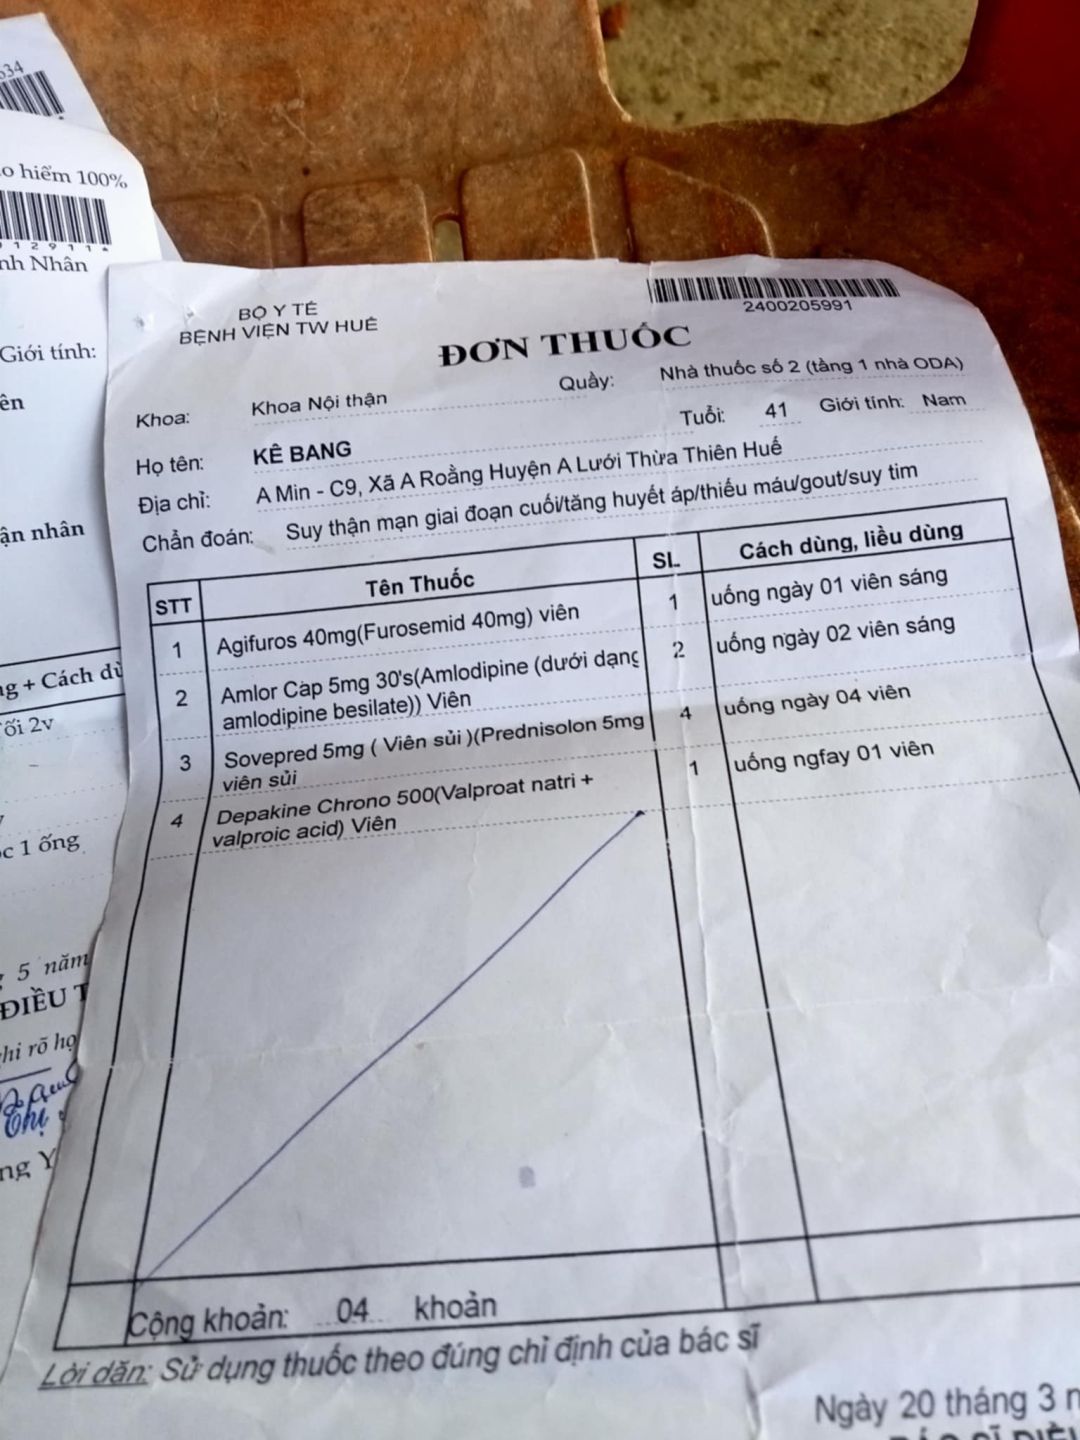 o hiểm 100%
nh Nhân
Giới tính:
ên
ận nhân
g + Cách dù
ối 2v
c 1 ống
5 năm
ĐIỀU T
hi rõ họ
Thị
ng Y
BỘ Y TẾ
BỆNH VIỆN TW HUẾ
2400205991
ĐƠN THUỐC
Khoa: Khoa Nội thận Quầy: Nhà thuốc số 2 (tầng 1 nhà ODA)
Họ tên: KÊ BANG Tuổi: 41 Giới tính: Nam
Địa chỉ: A Min - C9, Xã A Roằng Huyện A Lưới Thừa Thiên Huế
Chẩn đoán: Suy thận mạn giai đoạn cuối/tăng huyết áp/thiếu máu/gout/suy tim
STT Tên Thuốc SL Cách dùng, liều dùng
1 Agifuros 40mg(Furosemid 40mg) viên 1 uống ngày 01 viên sáng
2 Amlor Cap 5mg 30's(Amlodipine (dưới dạng 2 uống ngày 02 viên sáng
amlodipine besilate)) Viên
3 Sovepred 5mg ( Viên sủi )(Prednisolon 5mg 4 uống ngày 04 viên
viên sủi
4 Depakine Chrono 500(Valproat natri + 1 uống ngfay 01 viên
valproic acid) Viên
Cộng khoản: 04 khoản
Lời dặn: Sử dụng thuốc theo đúng chỉ định của bác sĩ
Ngày 20 tháng 3 n